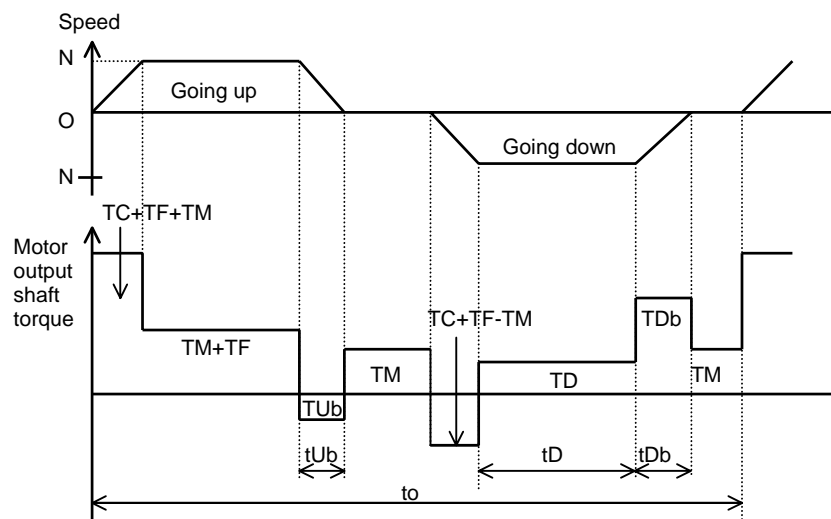 Speed
N
Going up
O
Going down
N
TC+TF+TM
Motor
output
shaft
torque
TC+TF-TM
TDb
TM+TF
TM
TD
TM
TUb
tUb
tD
tDb
to